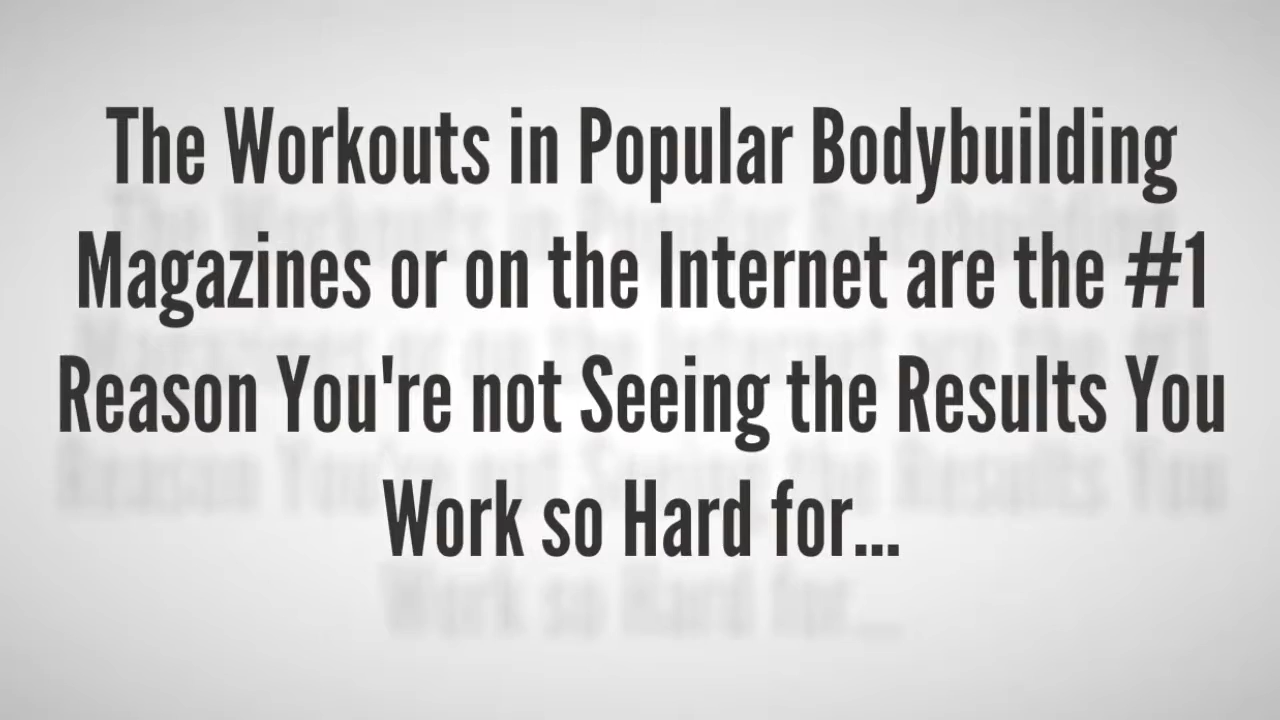 The Workouts in Popular Bodybuilding
Magazines or on the Internet are the #1
Reason You're not Seeing the Results You
Work so Hard for...